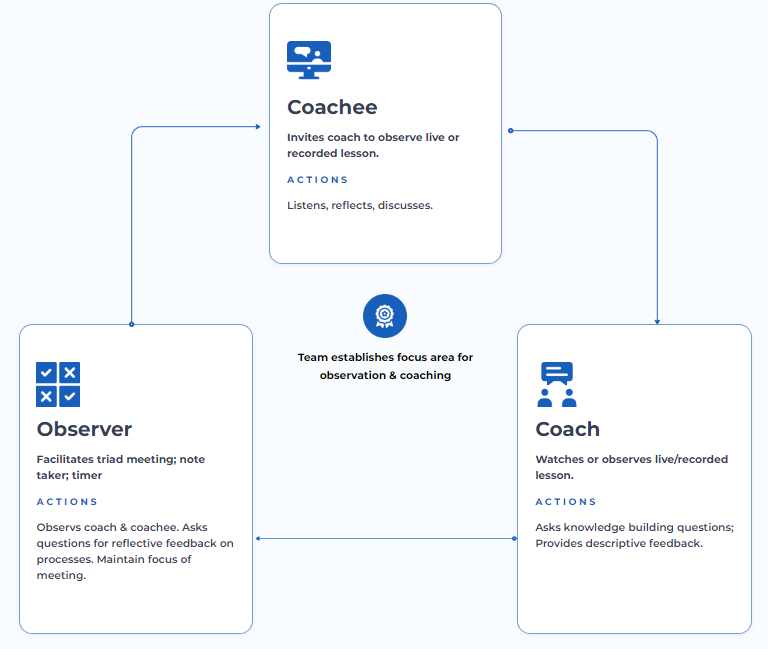 Coachee
Invites coach to observe live or
recorded lesson.
ACTIONS
Listens, reflects, discusses.
Team establishes focus area for
observation & coaching
Observer
Facilitates triad meeting; note
taker; timer
ACTIONS
Observs coach & coachee. Asks
questions for reflective feedback on
processes. Maintain focus of
meeting.
Coach
Watches or observes live/recorded
lesson.
ACTIONS
Asks knowledge building questions;
Provides descriptive feedback.